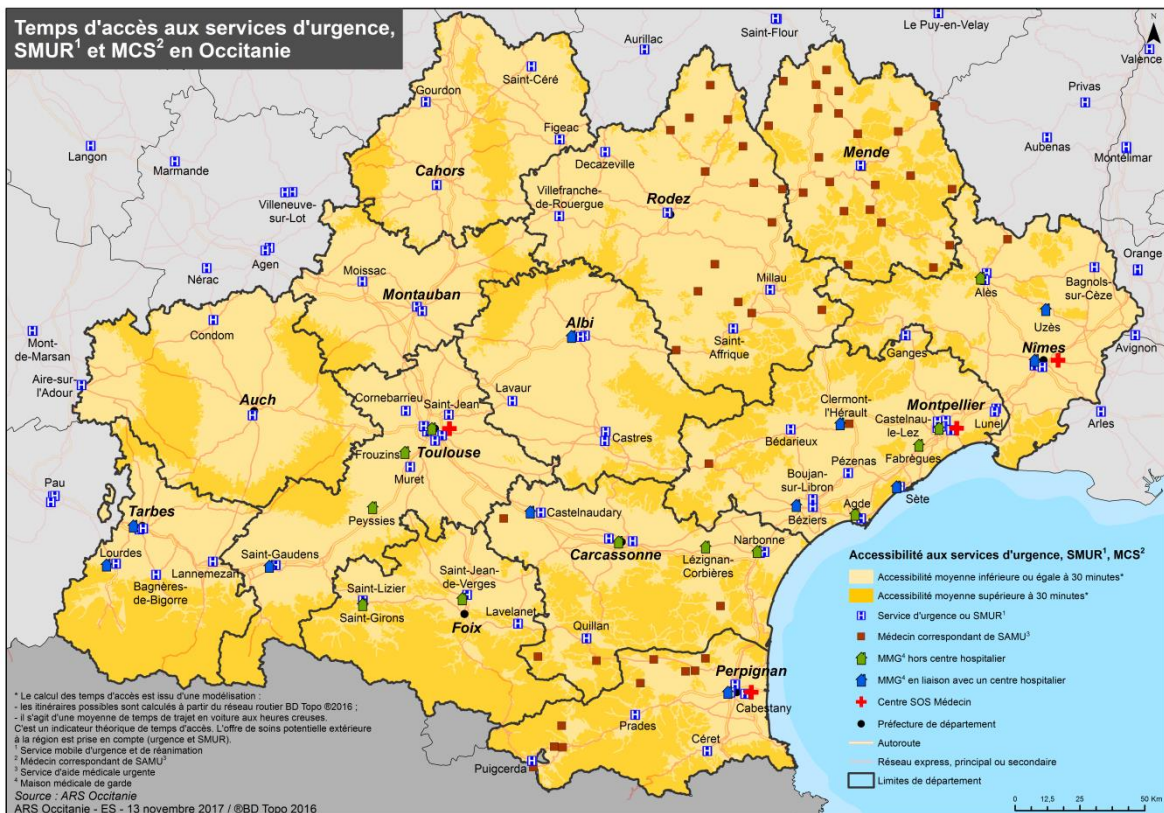 Temps d'accès aux services d'urgence,
SMUR¹ et MCS² en Occitanie
Le Puy-en-Velay
Saint-Flour
Aurillac
N
Valence
Saint-Céré
Gourdon
Privas
Figeac
Aubenas
Langon
Marmande
Decazeville
Mende
Montélimar
Cahors
Villeneuve-
sur-Lot
Villefranche-
de-Rouergue
Rodez
Agen
Nérac
Moissac
Orange
Montauban
Millau
Alès
Bagnols-
sur-Cèze
Condom
Albi
Uzès
Mont-
de-Marsan
Saint-
Affrique
Ganges
Nîmes
Avignon
Aire-sur-
l'Adour
Auch
Lavaur
Cornebarrieu
Saint-Jean
Clermont-
l'Hérault
Montpellier
Castelnau-
le-Lez
Lunel
Arles
Castres
Bédarieux
Toulouse
Frouzins
Muret
Fabrègues
Pézenas
Pau
Boujan-
sur-Libron
Sète
Peyssies
Tarbes
Castelnaudary
Béziers
Agde
Lourdes
Saint-Gaudens
Carcassonne
Lézignan-
Corbières
Narbonne
Lannemezan
Bagnères-
de-Bigorre
Saint-Lizier
Saint-Girons
Saint-Jean-
de-Verges
Foix
Lavelanet
Quillan
Perpignan
Cabestany
Prades
Céret
Puigcerda
Accessibilité aux services d'urgence, SMUR¹, MCS²
Accessibilité moyenne inférieure ou égale à 30 minutes*
Accessibilité moyenne supérieure à 30 minutes*
Service d'urgence ou SMUR¹
Médecin correspondant de SAMU³
MMG⁴ hors centre hospitalier
MMG⁴ en liaison avec un centre hospitalier
Centre SOS Médecin
Préfecture de département
Autoroute
Réseau express, principal ou secondaire
Limites de département
0 12,5 25 50 Km
* Le calcul des temps d'accès est issu d'une modélisation :
- les itinéraires possibles sont calculés à partir du réseau routier BD Topo ©2016 ;
- il s'agit d'une moyenne de temps de trajet en voiture aux heures creuses.
C'est un indicateur théorique de temps d'accès. L'offre de soins potentielle extérieure
à la région est prise en compte (urgence et SMUR).
¹ Service mobile d'urgence et de réanimation
² Médecin correspondant de SAMU³
³ Service d'aide médicale urgente
⁴ Maison médicale de garde
Source : ARS Occitanie
ARS Occitanie - ES - 13 novembre 2017 / ®BD Topo 2016